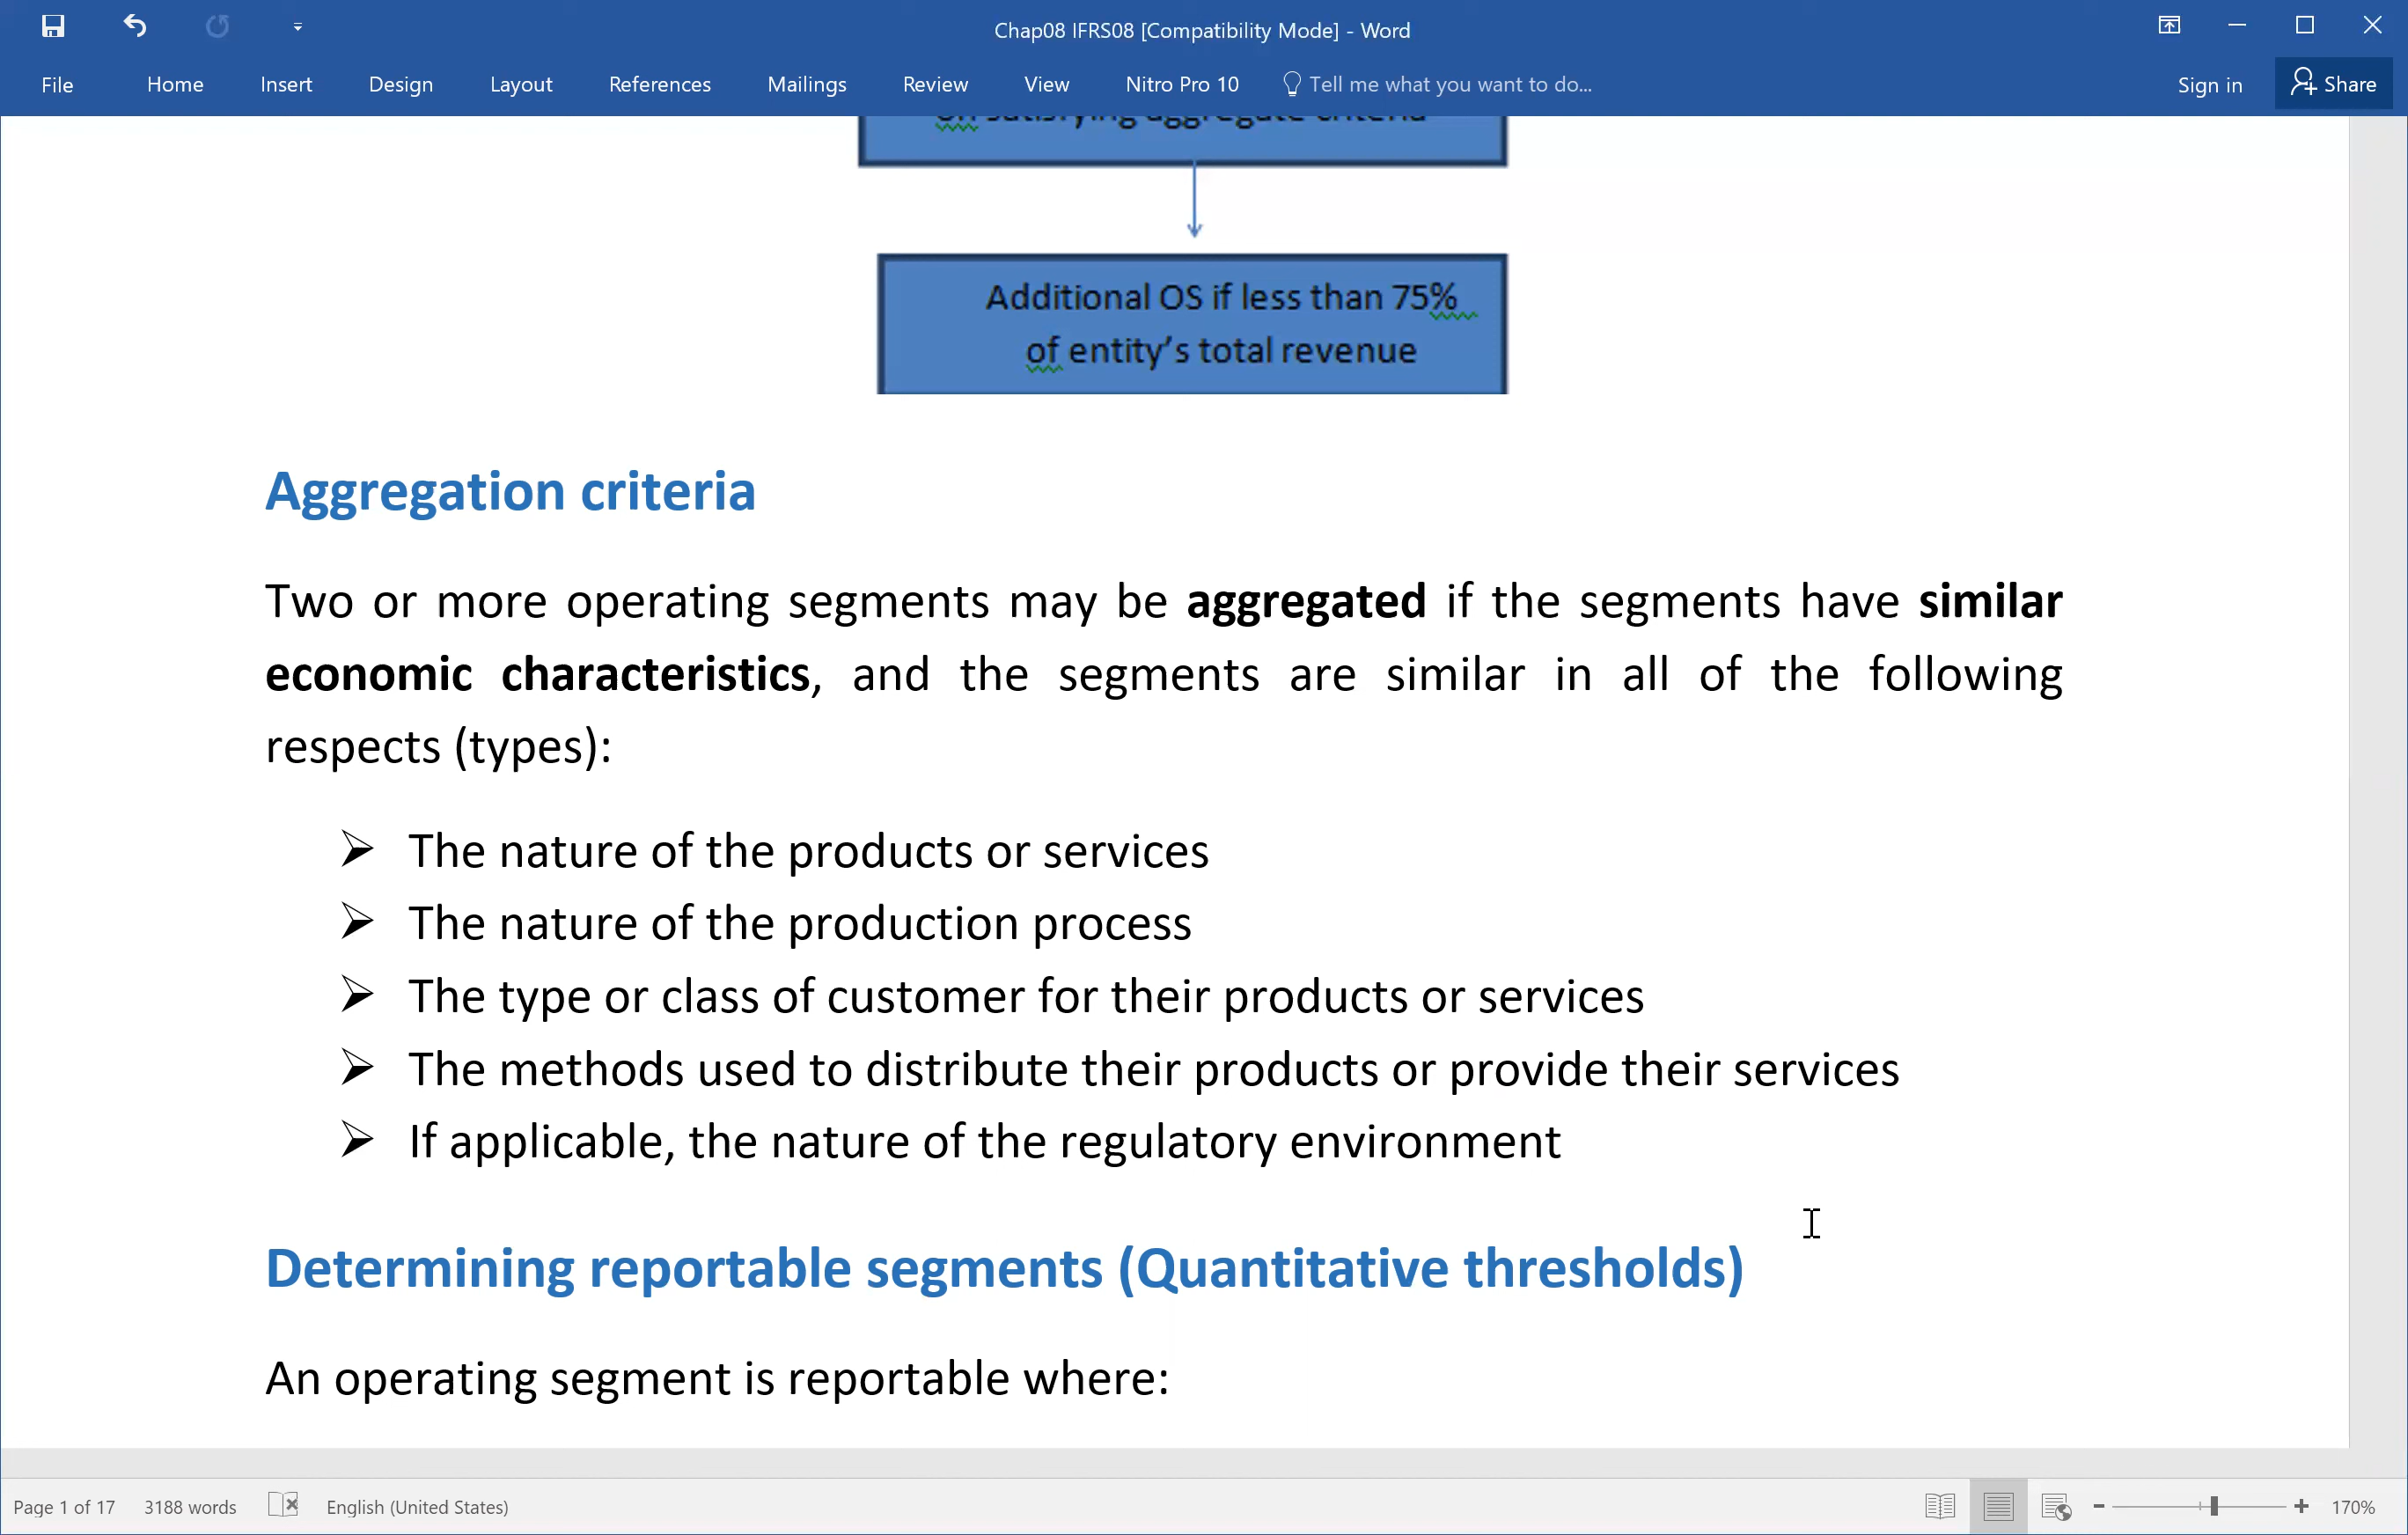 Chap08 IFRS08 [Compatibility Mode] - Word
File Home Insert Design Layout References Mailings Review View Nitro Pro 10 Tell me what you want to do... Sign in Share
on satisfying aggregate criteria
Additional OS if less than 75%
of entity's total revenue
Aggregation criteria
Two or more operating segments may be aggregated if the segments have similar
economic characteristics, and the segments are similar in all of the following
respects (types):
➢ The nature of the products or services
➢ The nature of the production process
➢ The type or class of customer for their products or services
➢ The methods used to distribute their products or provide their services
➢ If applicable, the nature of the regulatory environment
Determining reportable segments (Quantitative thresholds)
An operating segment is reportable where:
Page 1 of 17 3188 words English (United States) 170%